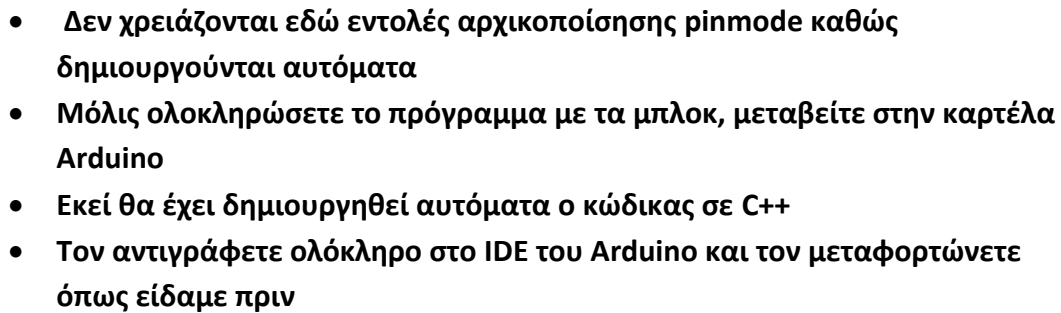 • Δεν χρειάζονται εδώ εντολές αρχικοποίσησης pinmode καθώς
δημιουργούνται αυτόματα
• Μόλις ολοκληρώσετε το πρόγραμμα με τα μπλοκ, μεταβείτε στην καρτέλα
Arduino
• Εκεί θα έχει δημιουργηθεί αυτόματα ο κώδικας σε C++
• Τον αντιγράφετε ολόκληρο στο IDE του Arduino και τον μεταφορτώνετε
όπως είδαμε πριν